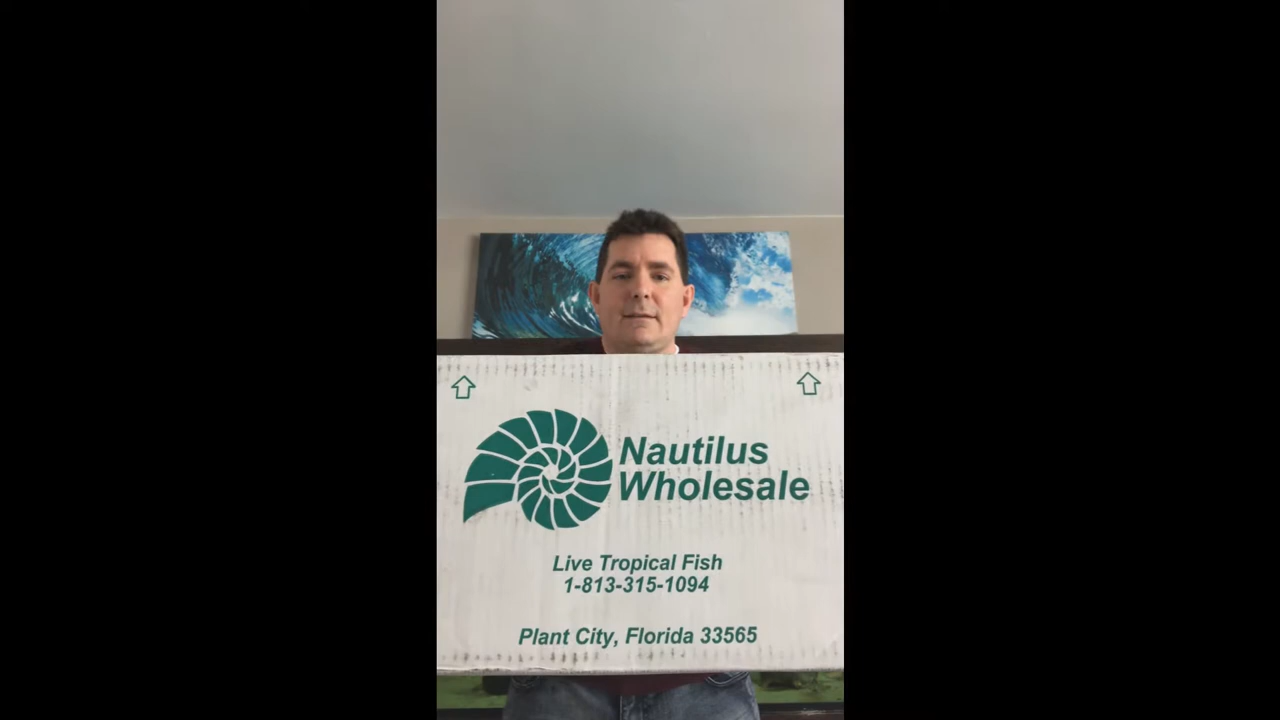 Nautilus
Wholesale
Live Tropical Fish
1-813-315-1094
Plant City, Florida 33565